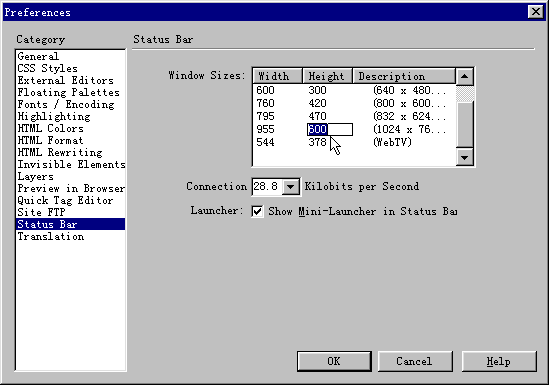 Preferences
Category
General
CSS Styles
External Editors
Floating Palettes
Fonts / Encoding
Highlighting
HTML Colors
HTML Format
HTML Rewriting
Invisible Elements
Layers
Preview in Browser
Quick Tag Editor
Site FTP
Status Bar
Translation
Status Bar
Window Sizes:
Width Height Description
600 300 (640 x 480...
760 420 (800 x 600...
795 470 (832 x 624...
955 600 (1024 x 76...
544 378 (WebTV)
Connection 28.8 Kilobits per Second
Launcher: Show Mini-Launcher in Status Bar
OK Cancel Help